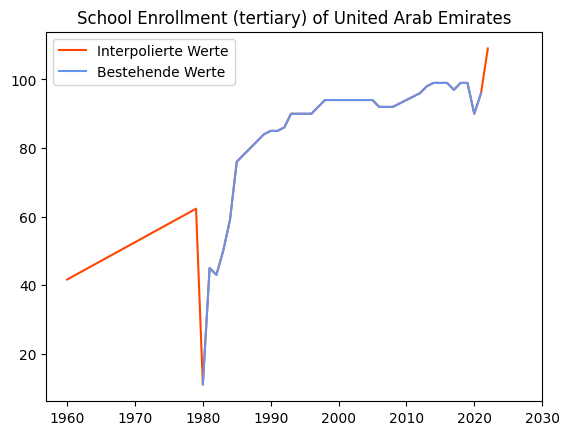 School Enrollment (tertiary) of United Arab Emirates
Interpolierte Werte
Bestehende Werte
100
80
60
40
20
1960 1970 1980 1990 2000 2010 2020 2030